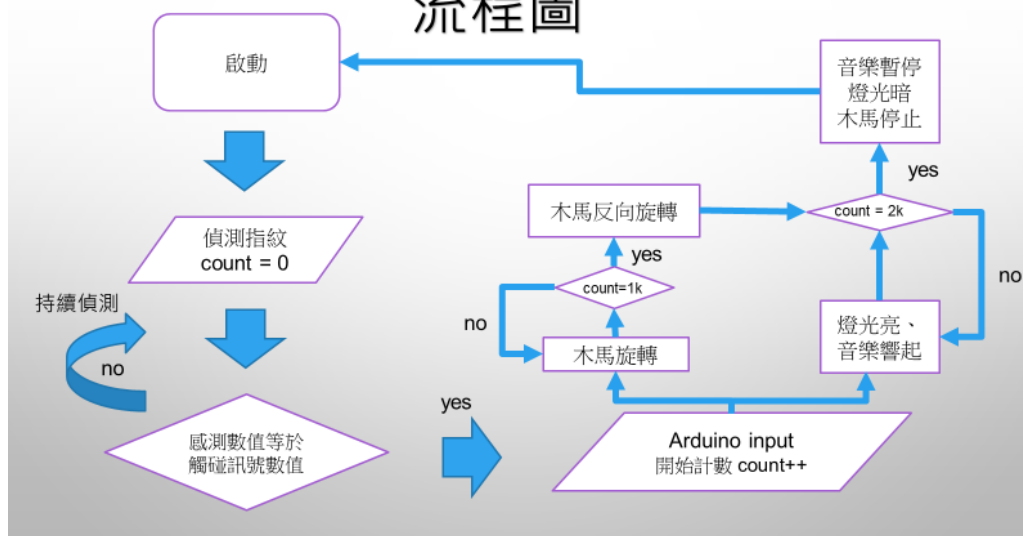 流程圖
啟動
偵測指紋
count = 0
持續偵測
no
感測數值等於
觸碰訊號數值
yes
Arduino input
開始計數 count++
木馬旋轉
no
count=1k
yes
木馬反向旋轉
燈光亮、
音樂響起
count = 2k
no
yes
音樂暫停
燈光暗
木馬停止